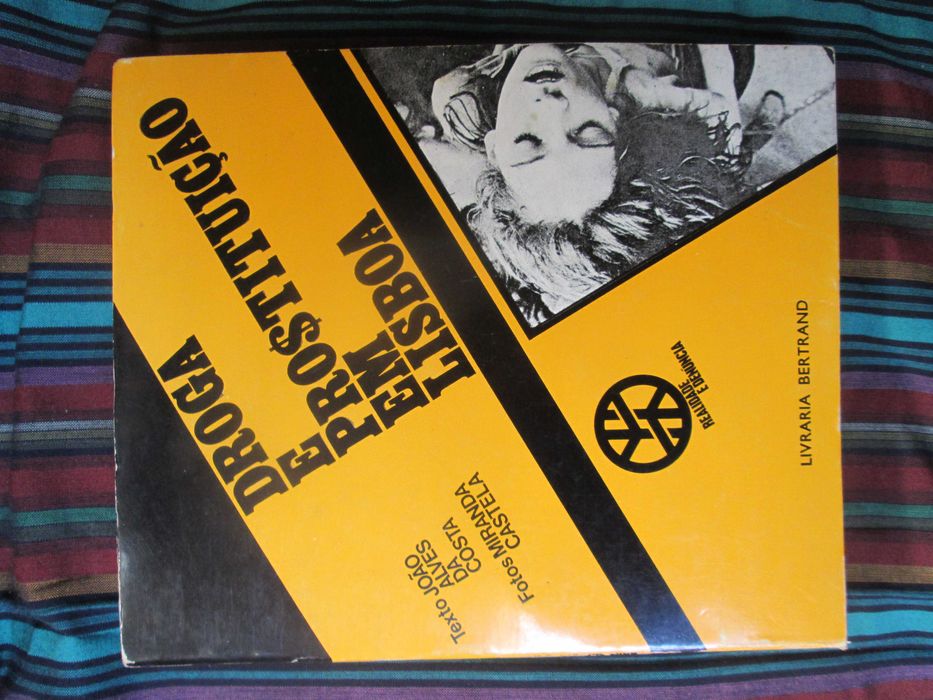 DROGA
E PRO$TITUIÇÃO
EM
LISBOA
Texto JOÃO
ALVES
DA
COSTA
Fotos MIRANDA
CASTELA
REALIDADE
E DENÚNCIA
LIVRARIA BERTRAND